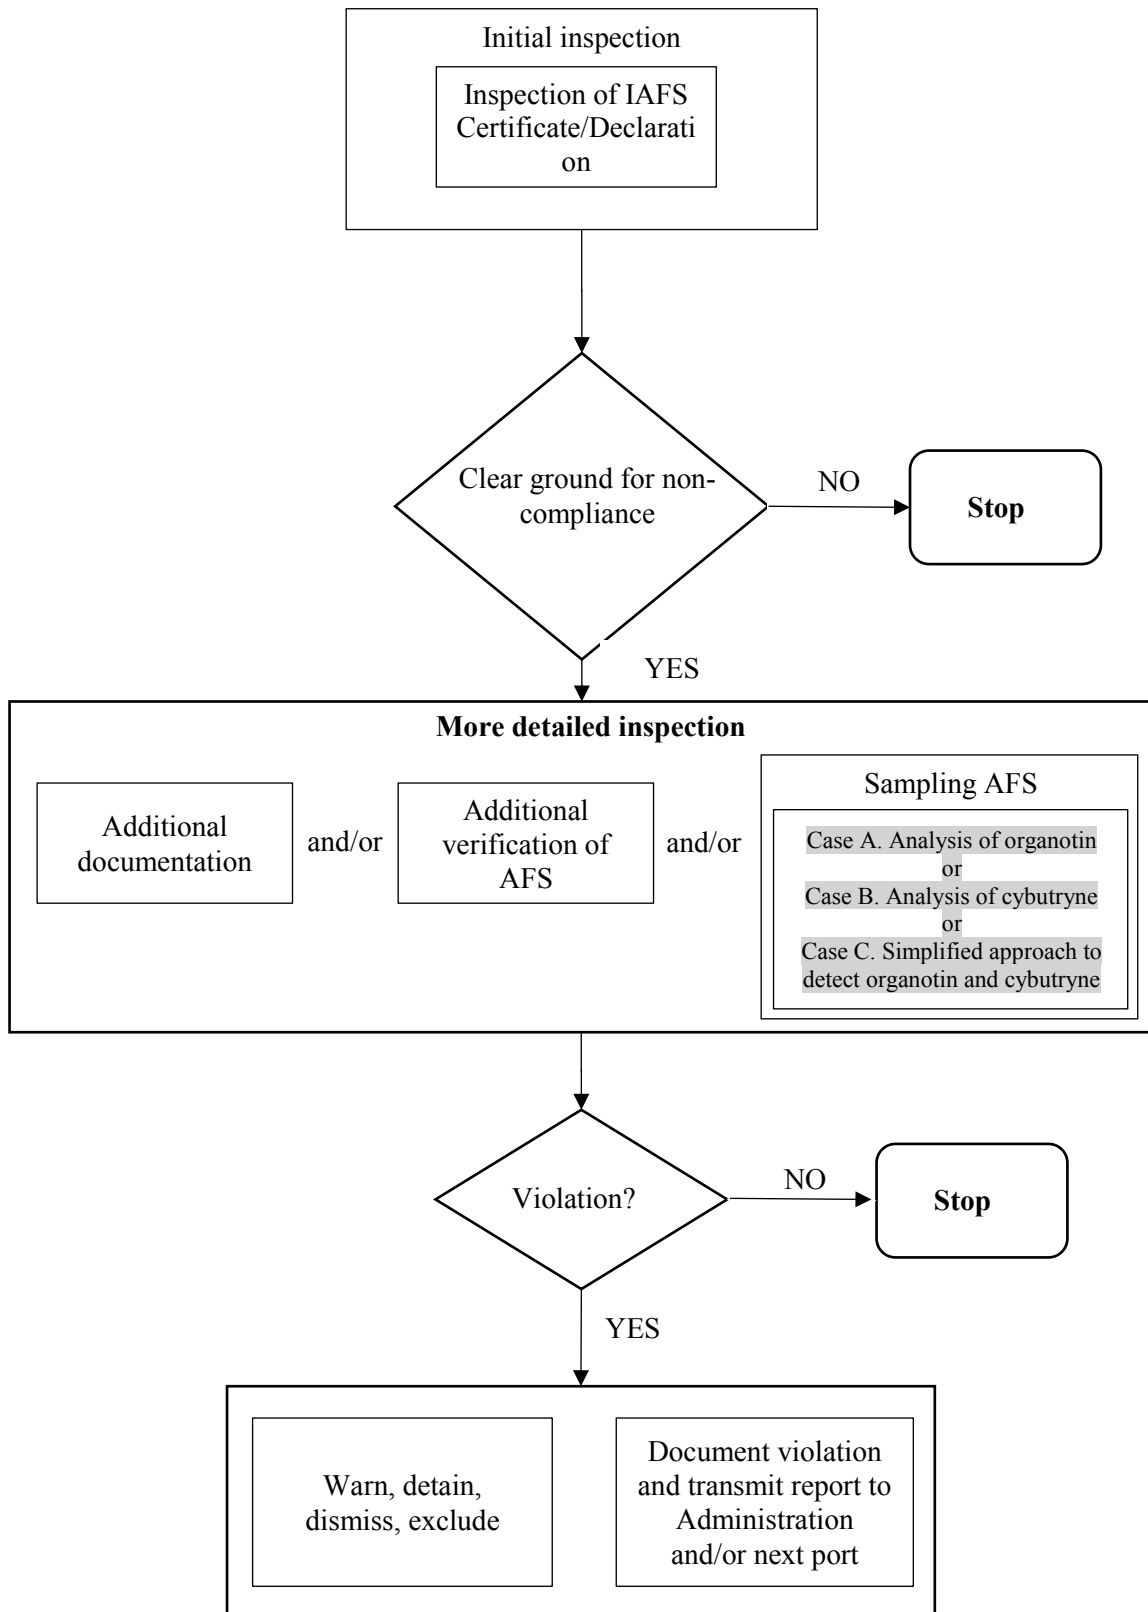 Initial inspection
Inspection of IAFS
Certificate/Declarati
on
Clear ground for non-
compliance
NO
Stop
YES
More detailed inspection
Additional
documentation
and/or
Additional
verification of
AFS
and/or
Sampling AFS
Case A. Analysis of organotin
or
Case B. Analysis of cybutryne
or
Case C. Simplified approach to
detect organotin and cybutryne
Violation?
NO
Stop
YES
Warn, detain,
dismiss, exclude
Document violation
and transmit report to
Administration
and/or next port